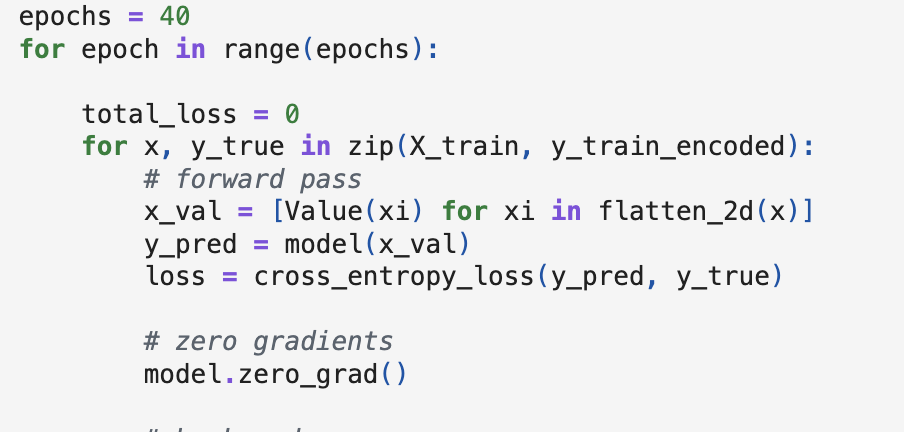 epochs = 40
for epoch in range(epochs):
total_loss = 0
for x, y_true in zip(X_train, y_train_encoded):
# forward pass
x_val = [Value(xi) for xi in flatten_2d(x)]
y_pred = model(x_val)
loss = cross_entropy_loss(y_pred, y_true)
# zero gradients
model.zero_grad()